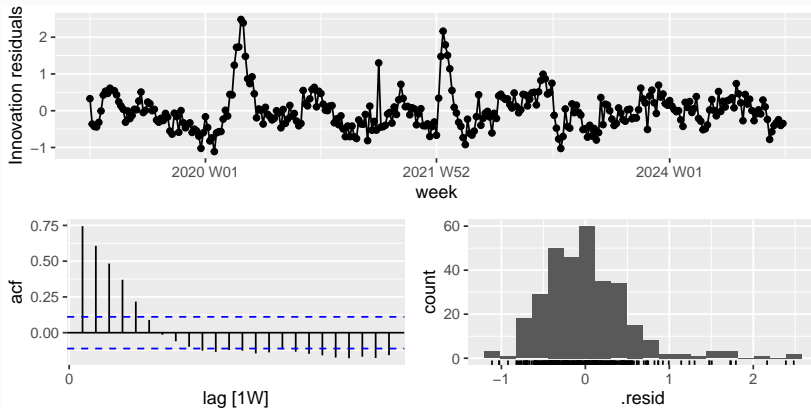 Innovation residuals
2
1
0
−1
2020 W01
2021 W52
2024 W01
week
acf
0.75
0.50
0.25
0.00
0
lag [1W]
count
60
40
20
0
−1
0
1
2
.resid